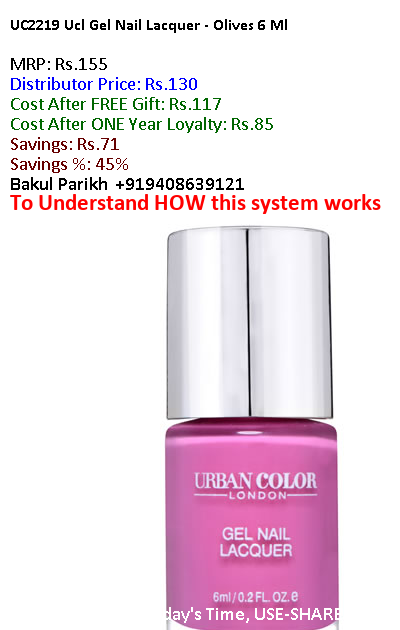 UC2219 Ucl Gel Nail Lacquer - Olives 6 Ml
MRP: Rs.155
Distributor Price: Rs.130
Cost After FREE Gift: Rs.117
Cost After ONE Year Loyalty: Rs.85
Savings: Rs.71
Savings %: 45%
Bakul Parikh +919408639121
To Understand HOW this system works
URBAN COLOR
LONDON
GEL NAIL
LACQUER
6ml/0.2 FL. OZ. e
day's Time, USE-SHARE